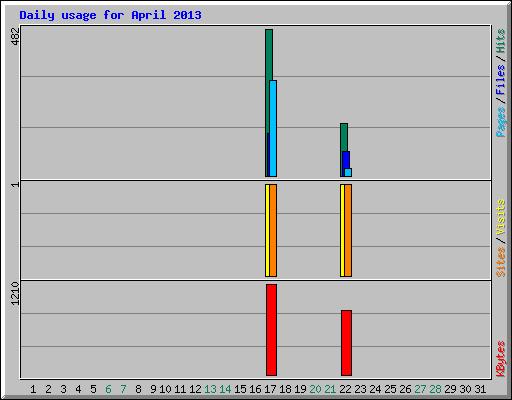 Daily usage for April 2013
482
1
1210
Pages / Files / Hits
Sites / Visits
KBytes
1 2 3 4 5 6 7 8 9 10 11 12 13 14 15 16 17 18 19 20 21 22 23 24 25 26 27 28 29 30 31